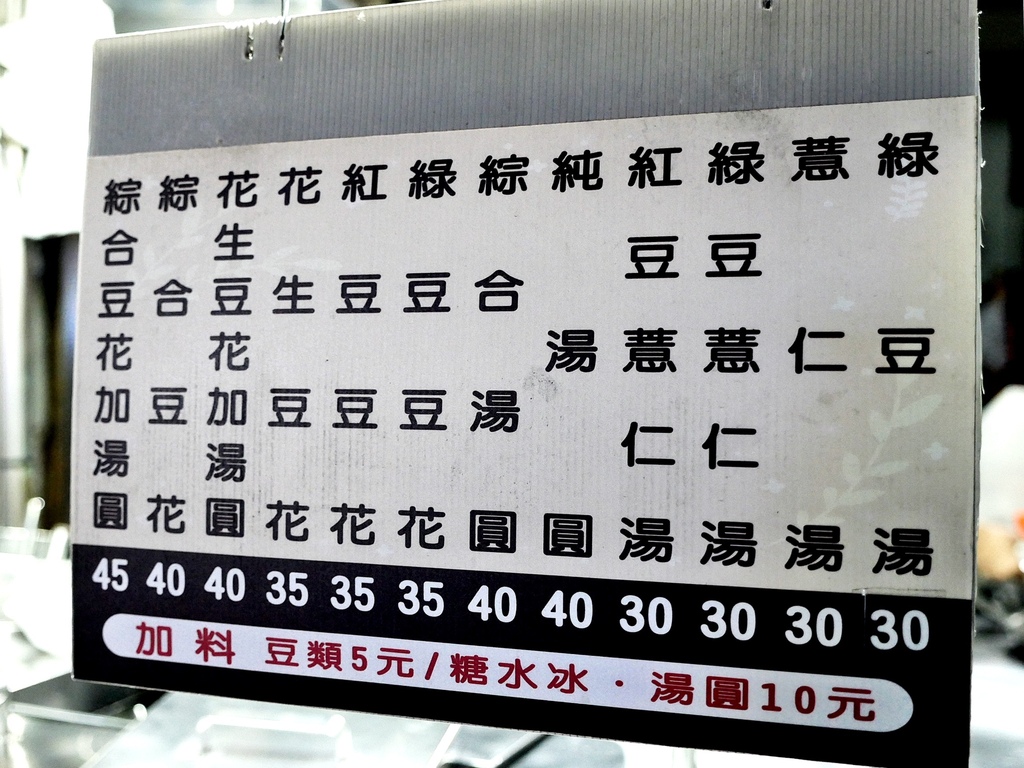 綠豆湯 30
薏仁湯 30
綠豆薏仁湯 30
紅豆薏仁湯 30
純湯圓 40
綜合湯圓 40
綠豆豆花 35
紅豆豆花 35
花生豆花 35
花生豆花加湯圓 40
綜合豆花 40
綜合豆花加湯圓 45
加料 豆類5元/糖水冰·湯圓10元